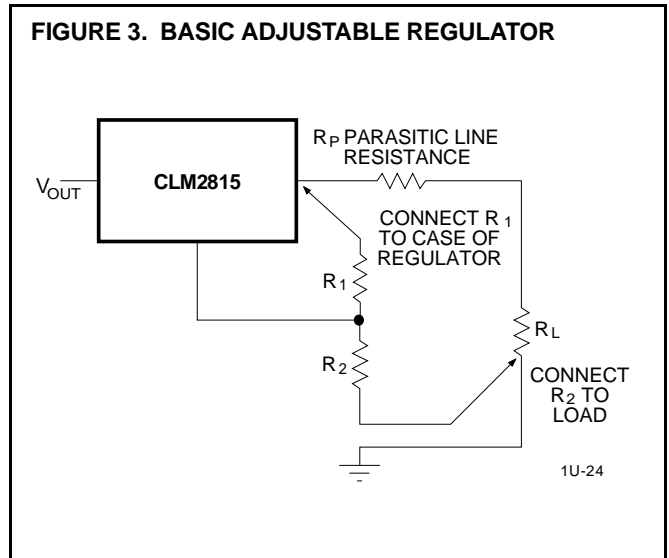 FIGURE 3. BASIC ADJUSTABLE REGULATOR
RP PARASITIC LINE
RESISTANCE
CLM2815
VOUT
CONNECT R1
TO CASE OF
REGULATOR
R1
RL
R2
CONNECT
R2 TO
LOAD
1U-24